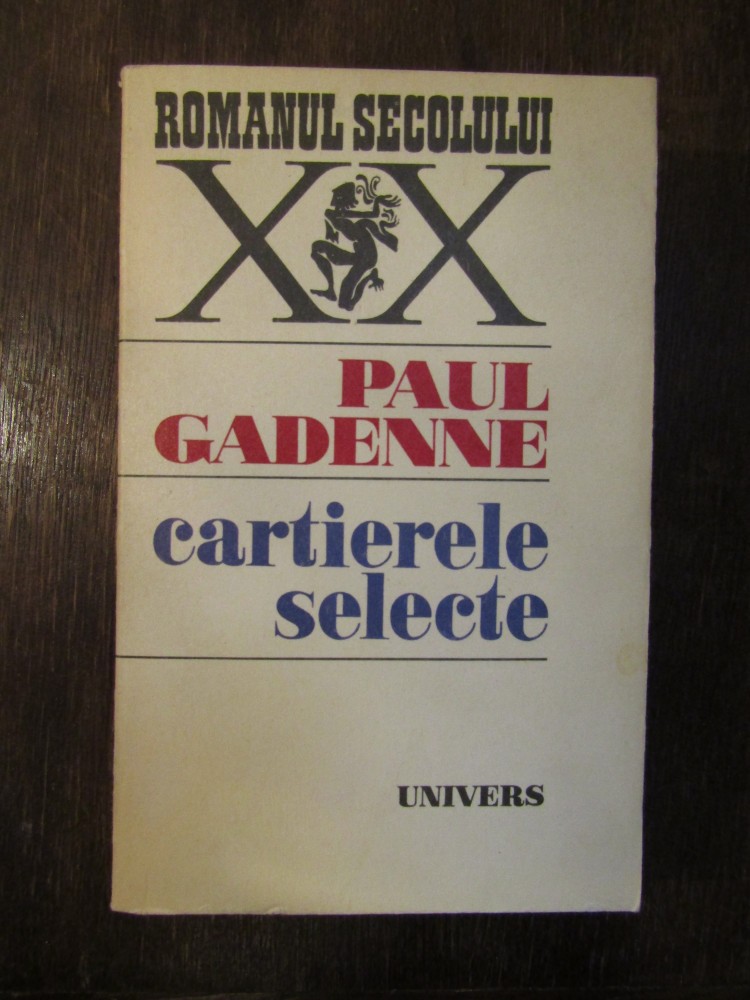 ROMANUL SECOLULUI
XX
PAUL
GADENNE
cartierele
selecte
UNIVERS